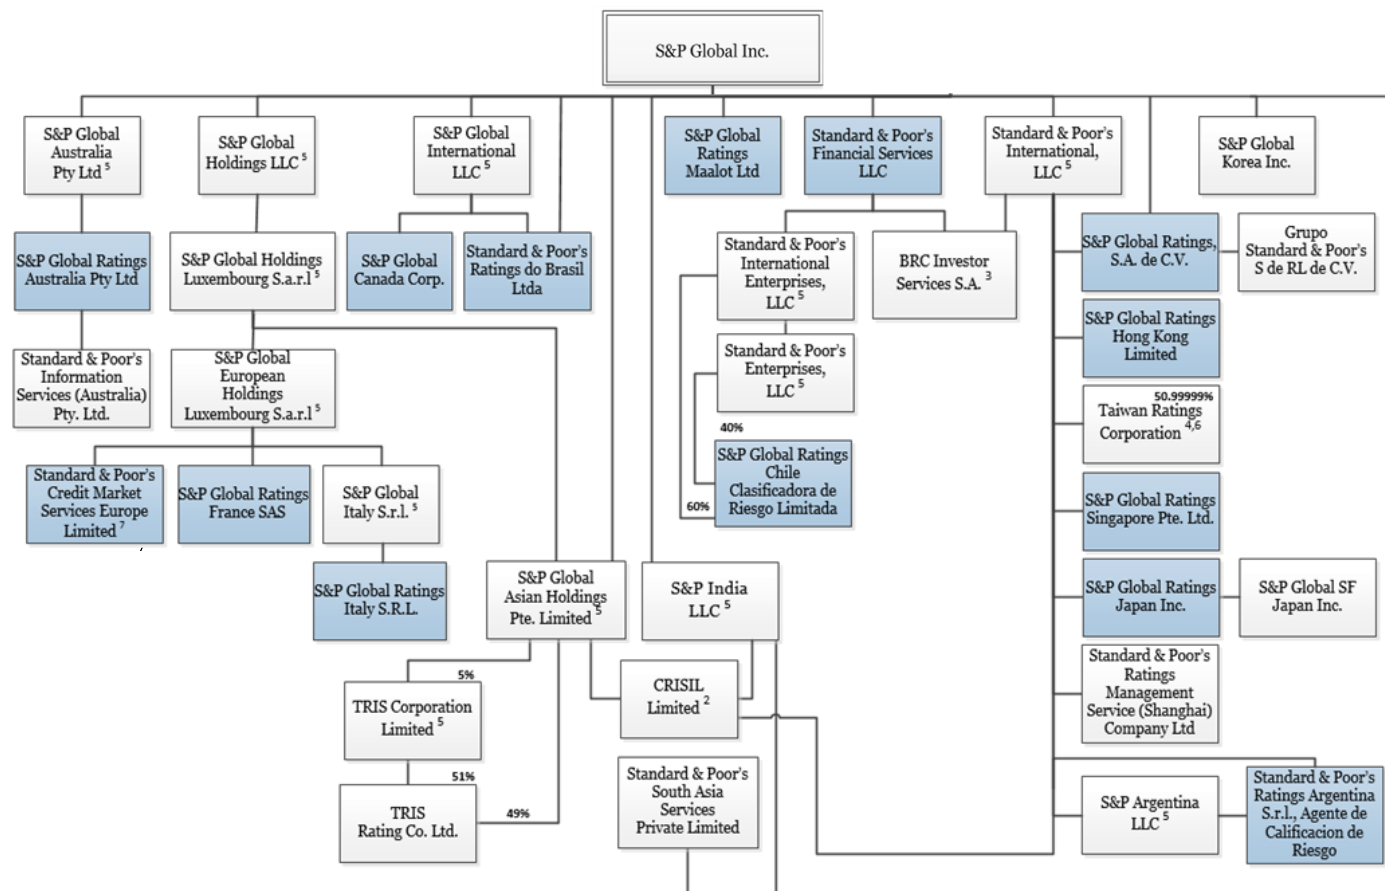 S&P Global Inc.
S&P Global
Australia
Pty Ltd 5
S&P Global
Holdings LLC 5
S&P Global
International
LLC 5
S&P Global
Ratings
Maalot Ltd
Standard & Poor's
Financial Services
LLC
Standard & Poor's
International,
LLC 5
S&P Global
Korea Inc.
S&P Global Ratings
Australia Pty Ltd
S&P Global Holdings
Luxembourg S.a.r.l 5
S&P Global
Canada Corp.
Standard & Poor's
Ratings do Brasil
Ltda
Standard & Poor's
International
Enterprises,
LLC 5
BRC Investor
Services S.A. 3
S&P Global Ratings,
S.A. de C.V.
Grupo
Standard & Poor's
S de RL de C.V.
Standard & Poor's
Information
Services (Australia)
Pty. Ltd.
S&P Global
European
Holdings
Luxembourg S.a.r.l 5
Standard & Poor's
Enterprises,
LLC 5
S&P Global Ratings
Hong Kong
Limited
50.99999%
Taiwan Ratings
Corporation 4,6
40%
60%
S&P Global Ratings
Chile
Clasificadora de
Riesgo Limitada
Standard & Poor's
Credit Market
Services Europe
Limited 7
S&P Global Ratings
France SAS
S&P Global
Italy S.r.l. 5
S&P Global Ratings
Singapore Pte. Ltd.
S&P Global Ratings
Italy S.R.L.
S&P Global
Asian Holdings
Pte. Limited 5
S&P India
LLC 5
S&P Global Ratings
Japan Inc.
S&P Global SF
Japan Inc.
5%
TRIS Corporation
Limited 5
CRISIL
Limited 2
Standard & Poor's
Ratings
Management
Service (Shanghai)
Company Ltd
51%
TRIS
Rating Co. Ltd.
49%
Standard & Poor's
South Asia
Services
Private Limited
S&P Argentina
LLC 5
Standard & Poor's
Ratings Argentina
S.r.l., Agente de
Calificacion de
Riesgo